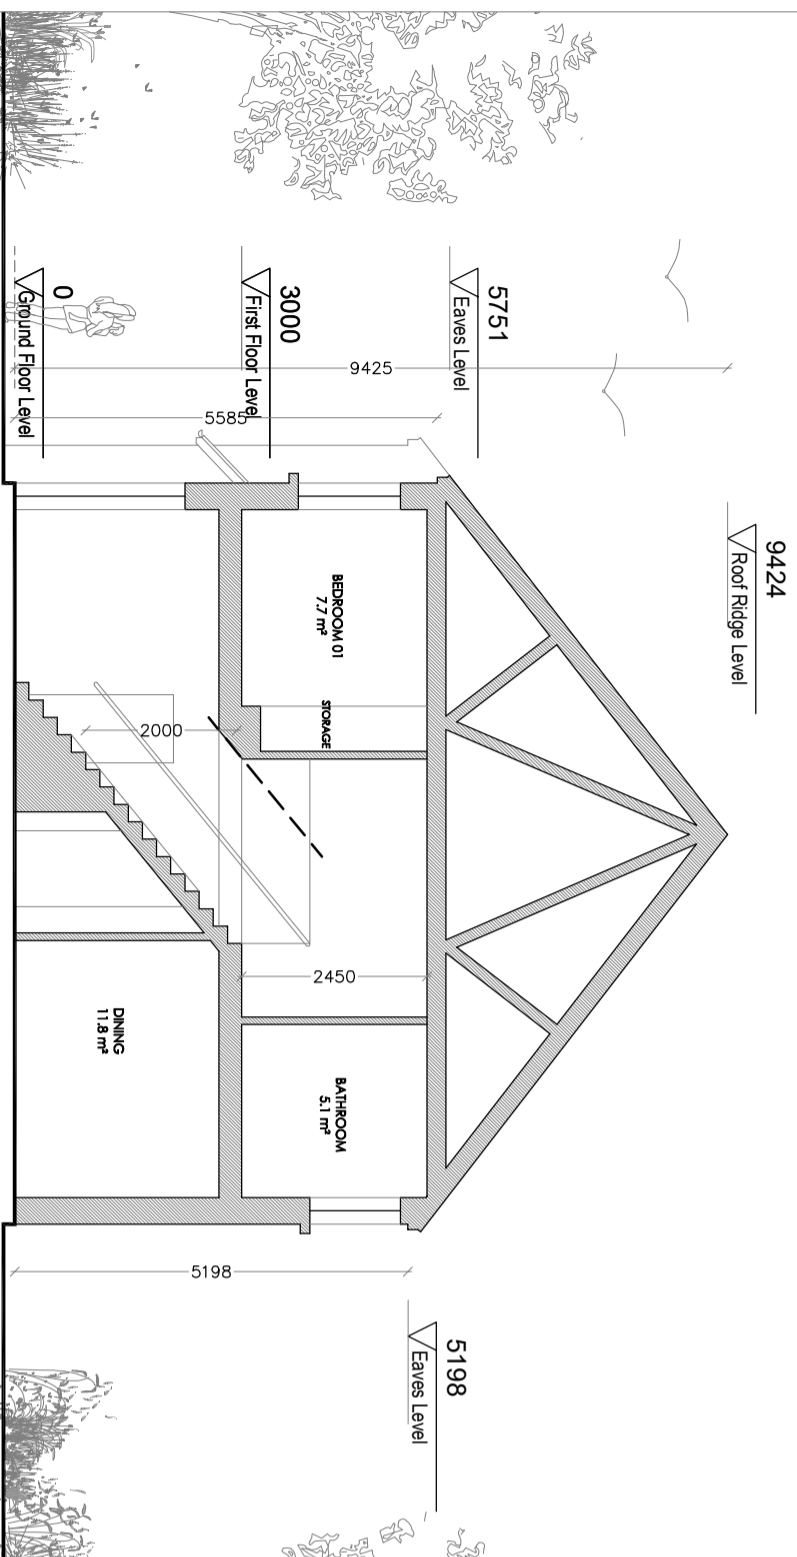 9424
Roof Ridge Level
5751
Eaves Level
5198
Eaves Level
3000
First Floor Level
0
Ground Floor Level
9425
5585
BEDROOM 01
7.7 m²
STORAGE
2000
2450
BATHROOM
5.1 m²
DINING
11.8 m²
5198